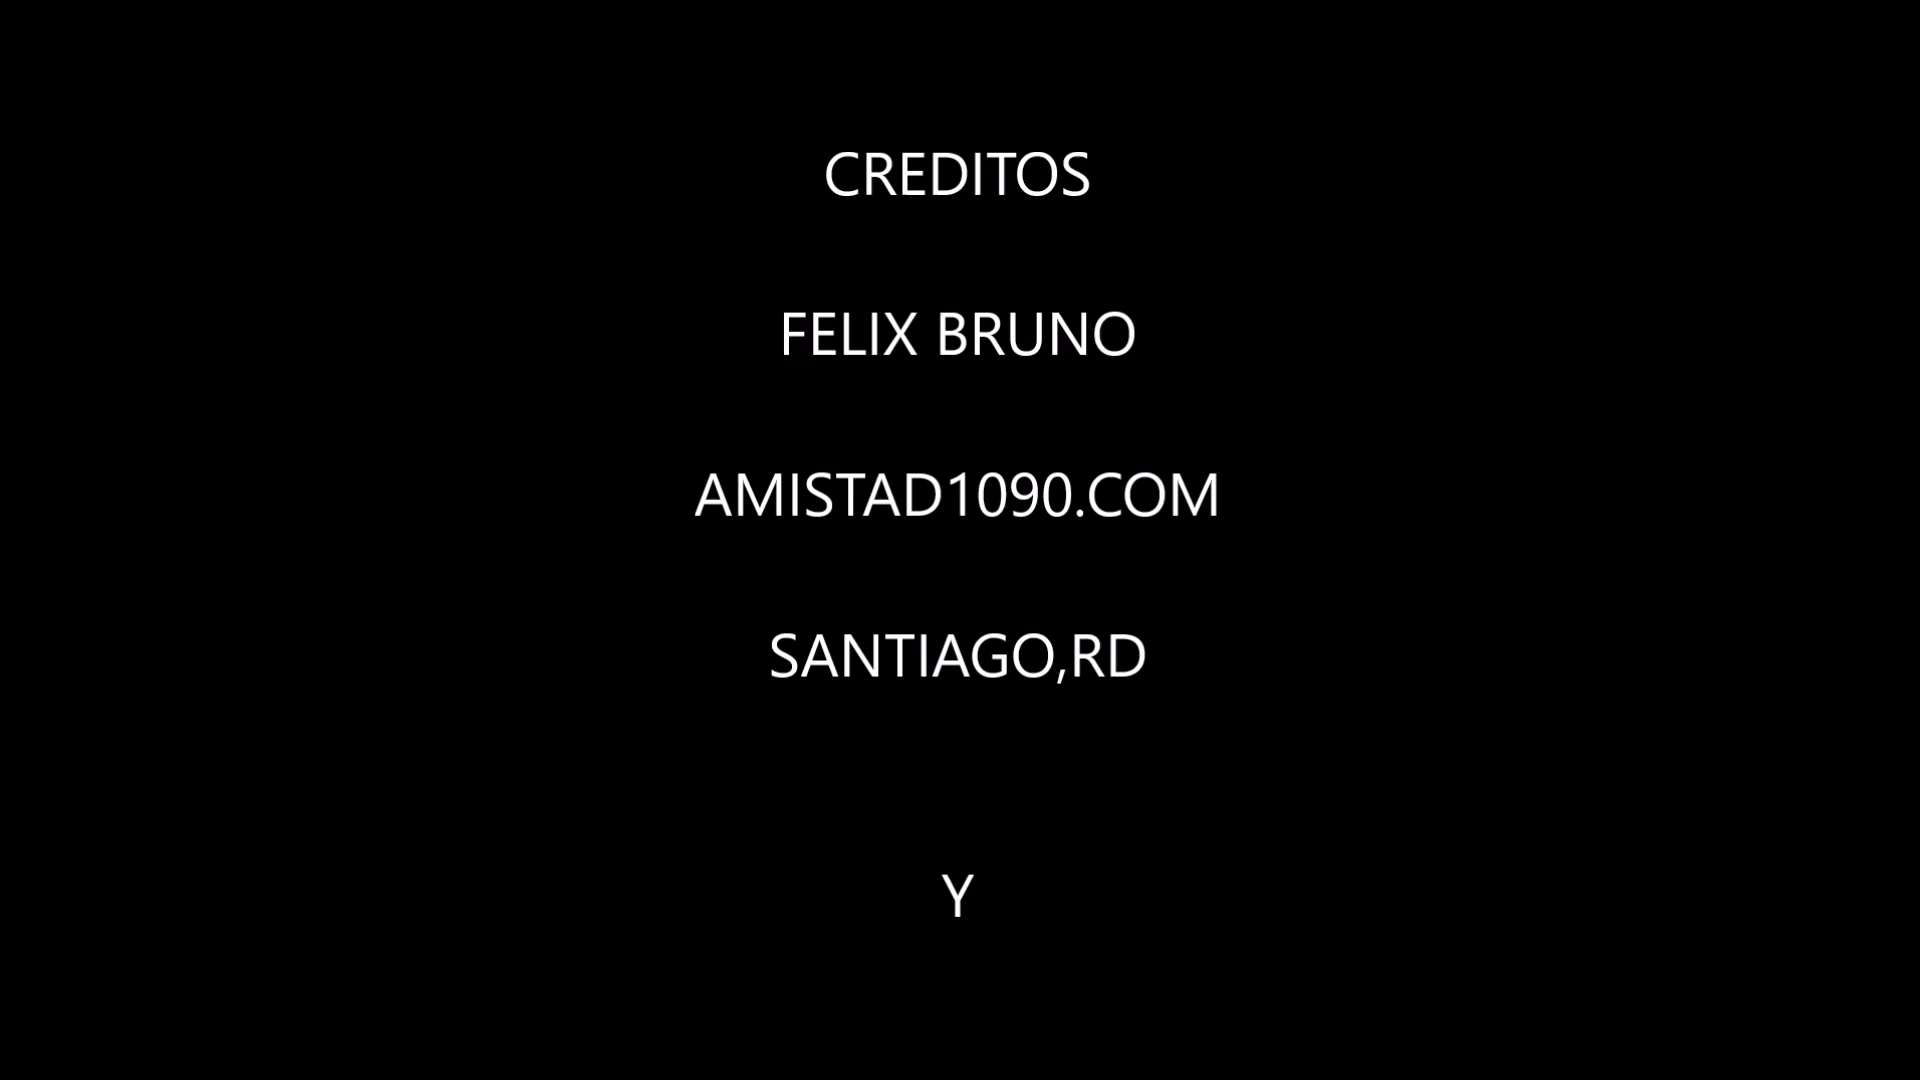 CREDITOS
FELIX BRUNO
AMISTAD1090.COM
SANTIAGO,RD
Y